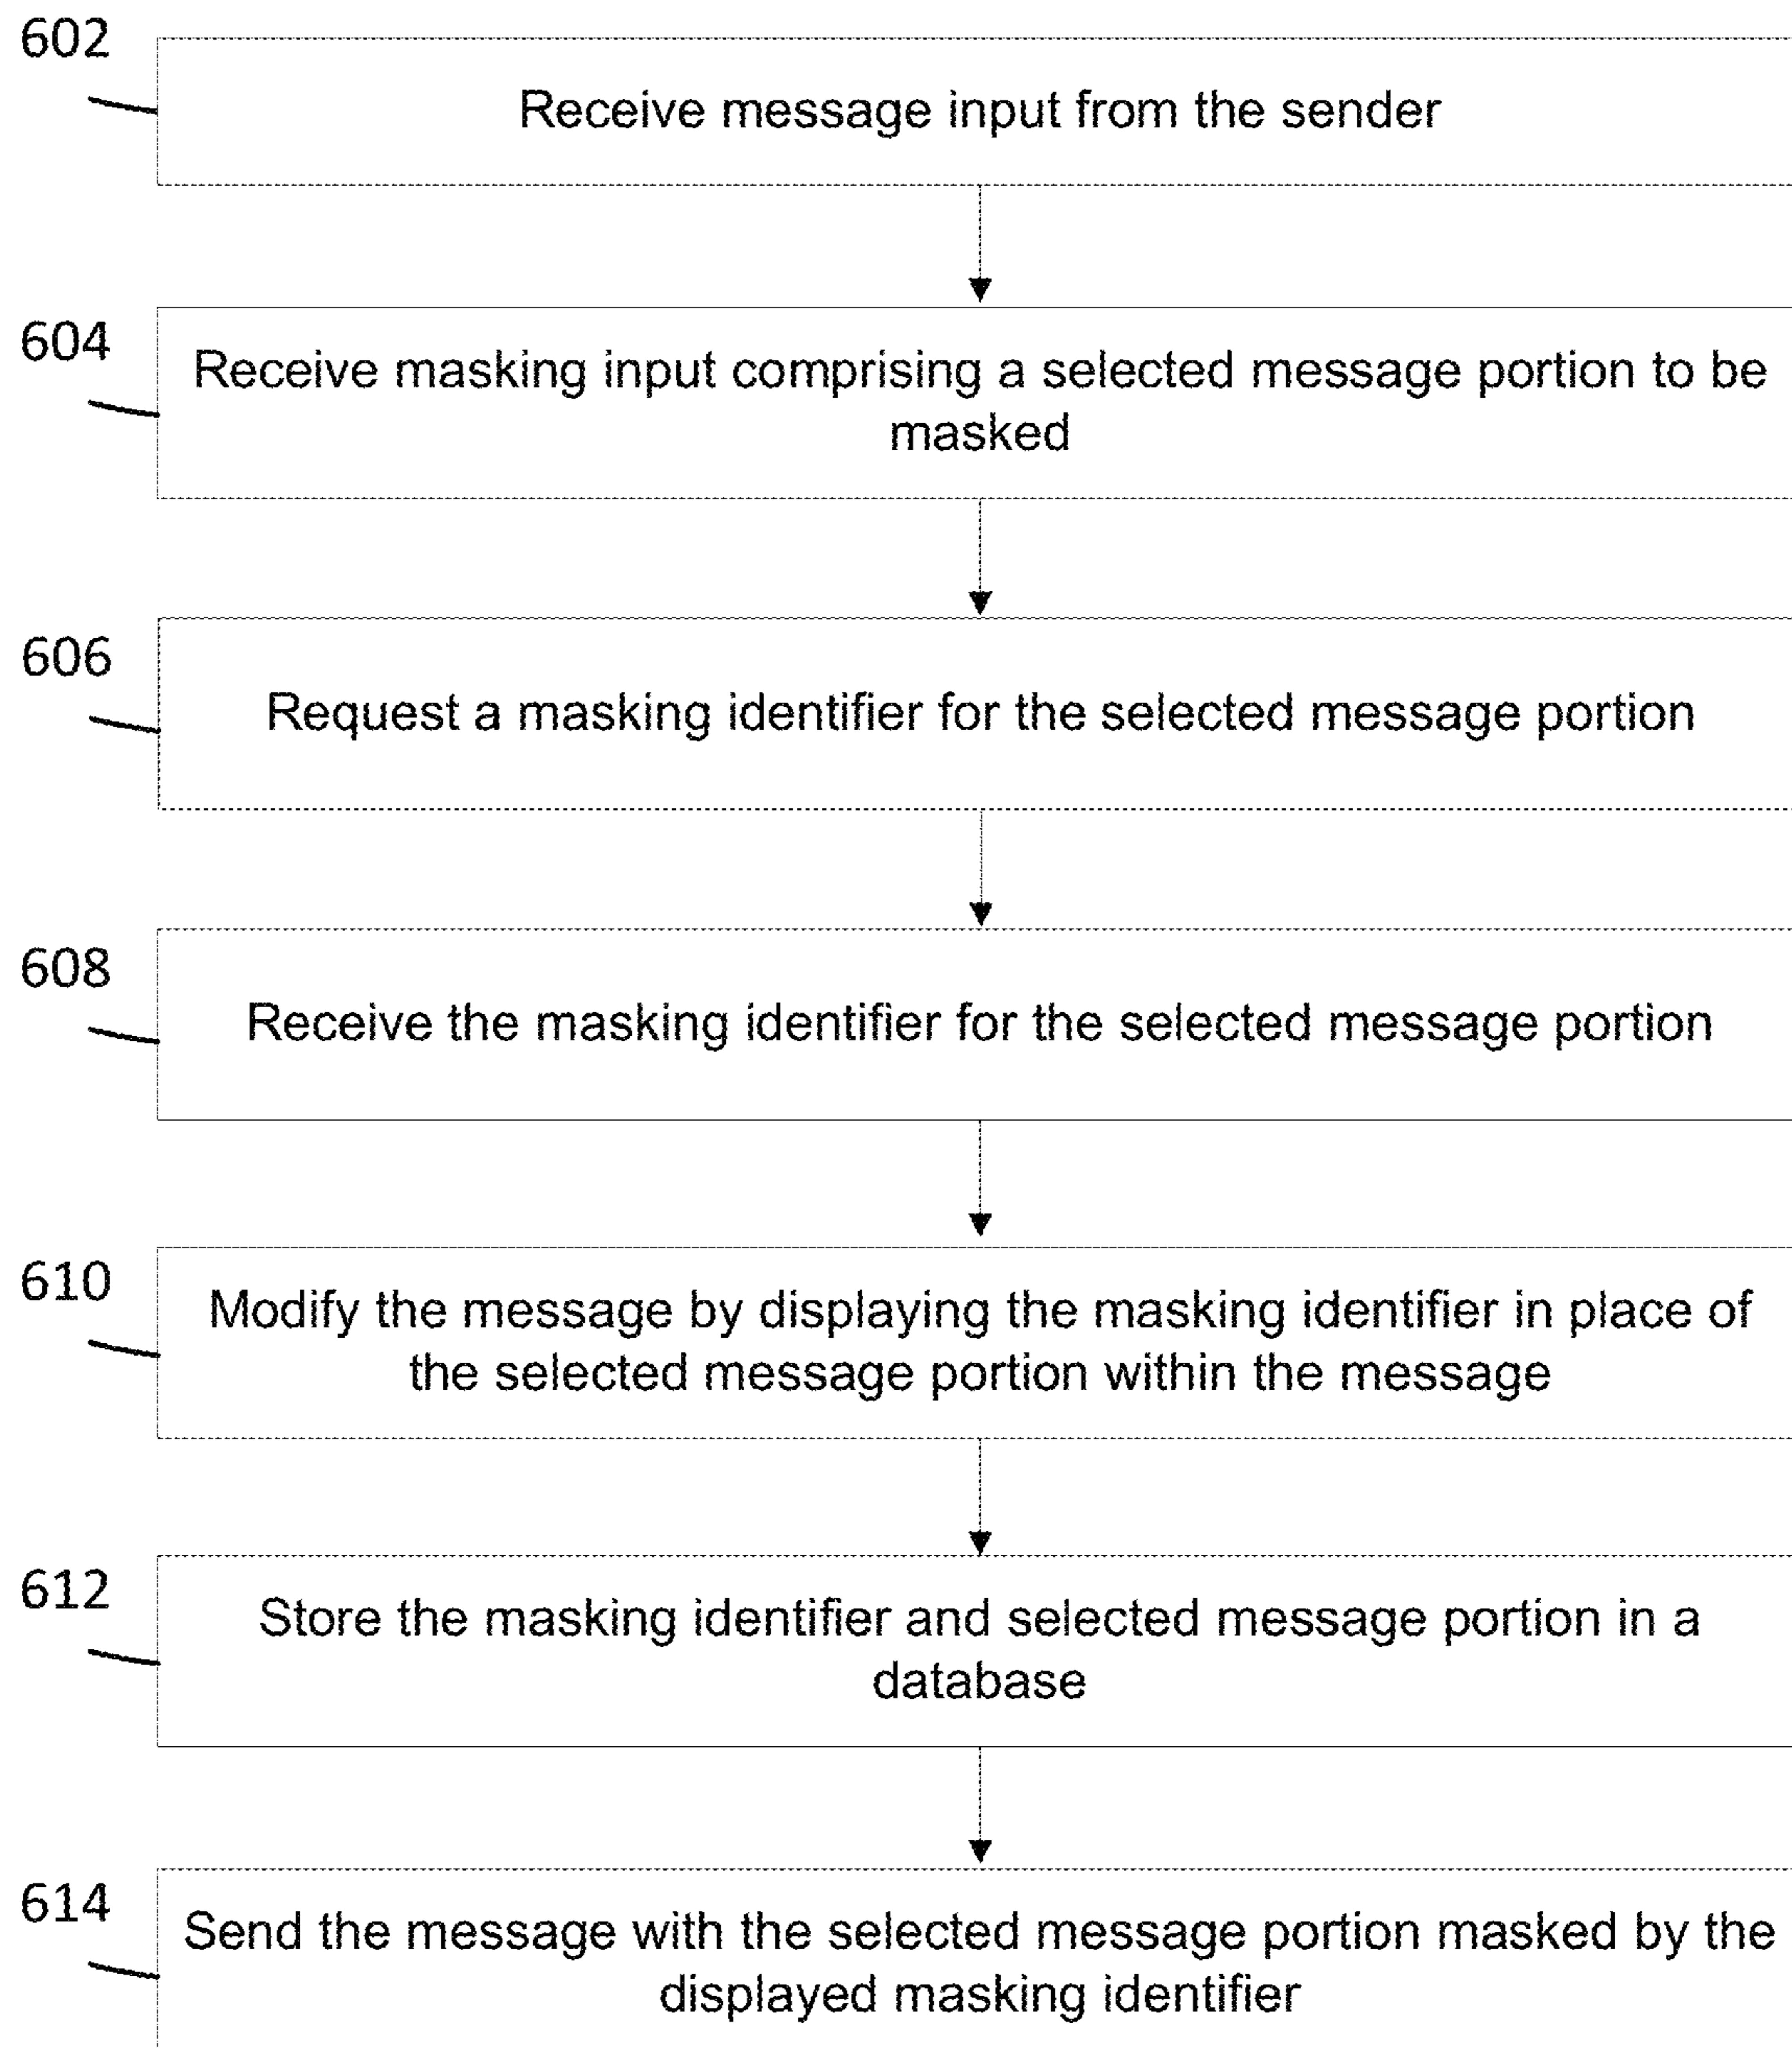 602
Receive message input from the sender
604
Receive masking input comprising a selected message portion to be
masked
606
Request a masking identifier for the selected message portion
608
Receive the masking identifier for the selected message portion
610
Modify the message by displaying the masking identifier in place of
the selected message portion within the message
612
Store the masking identifier and selected message portion in a
database
614
Send the message with the selected message portion masked by the
displayed masking identifier